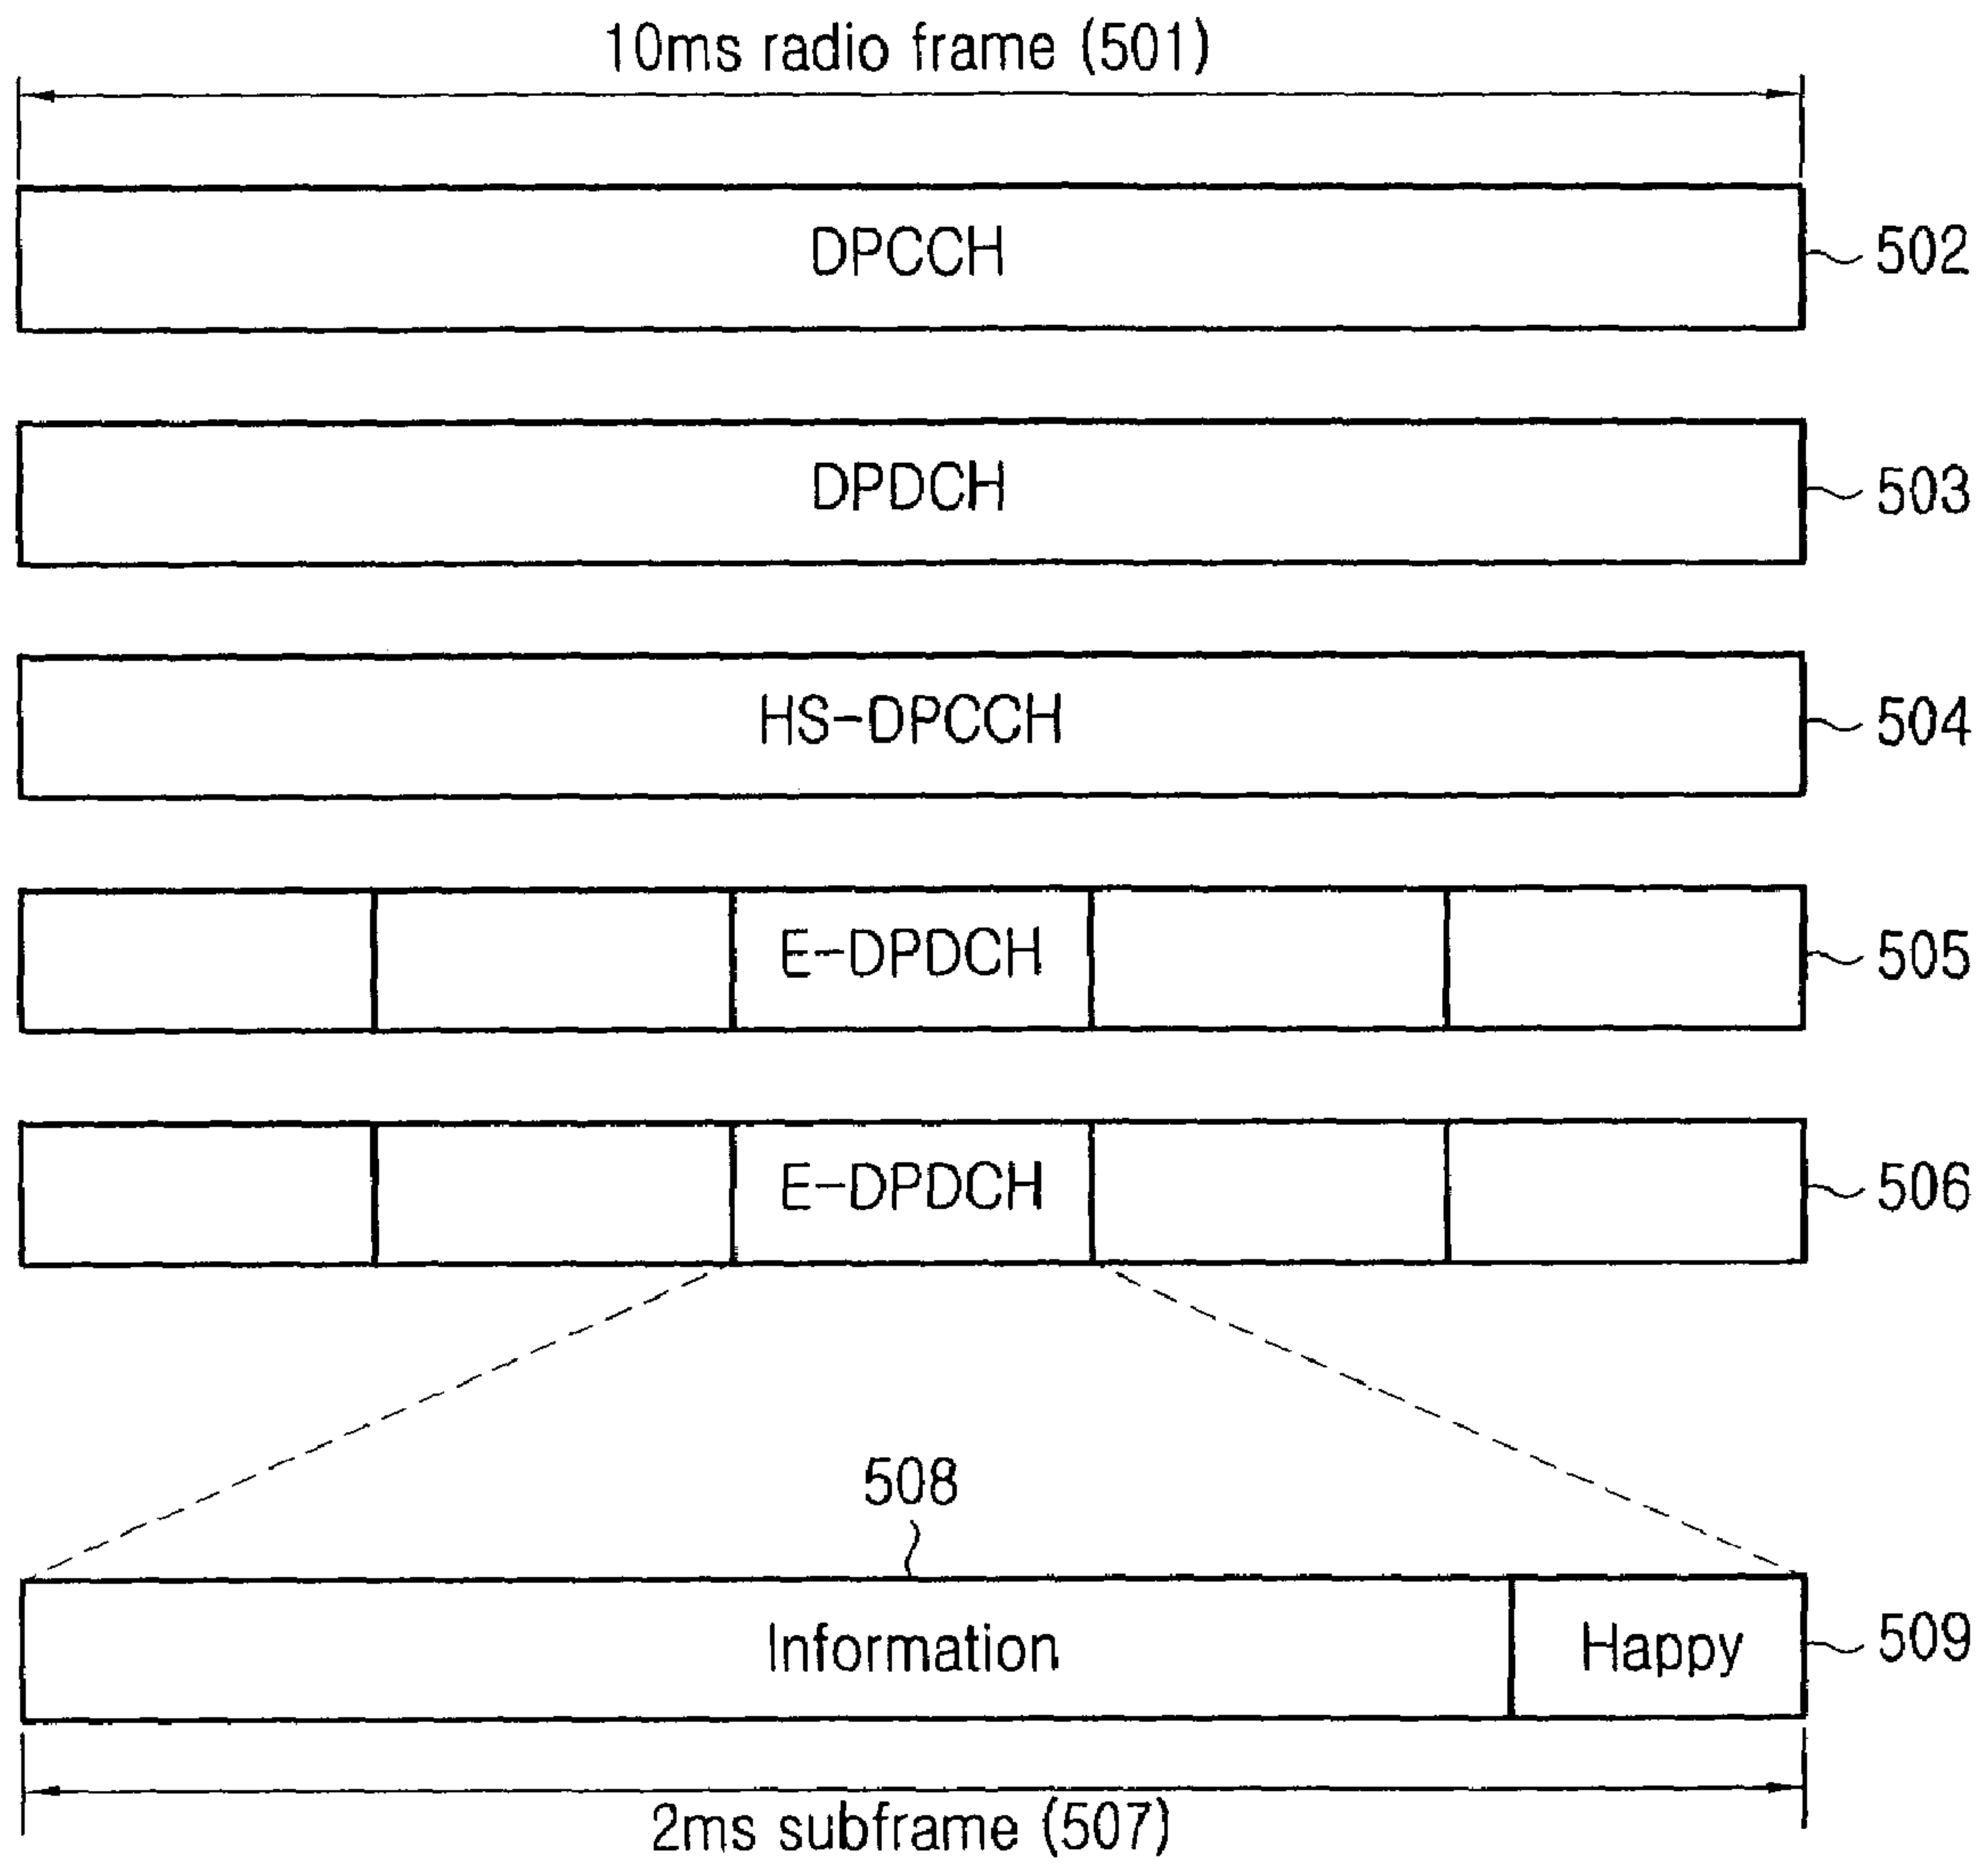 10ms radio frame (501)
DPCCH 502
DPDCH 503
HS-DPCCH 504
E-DPDCH 505
E-DPDCH 506
508
Information Happy 509
2ms subframe (507)